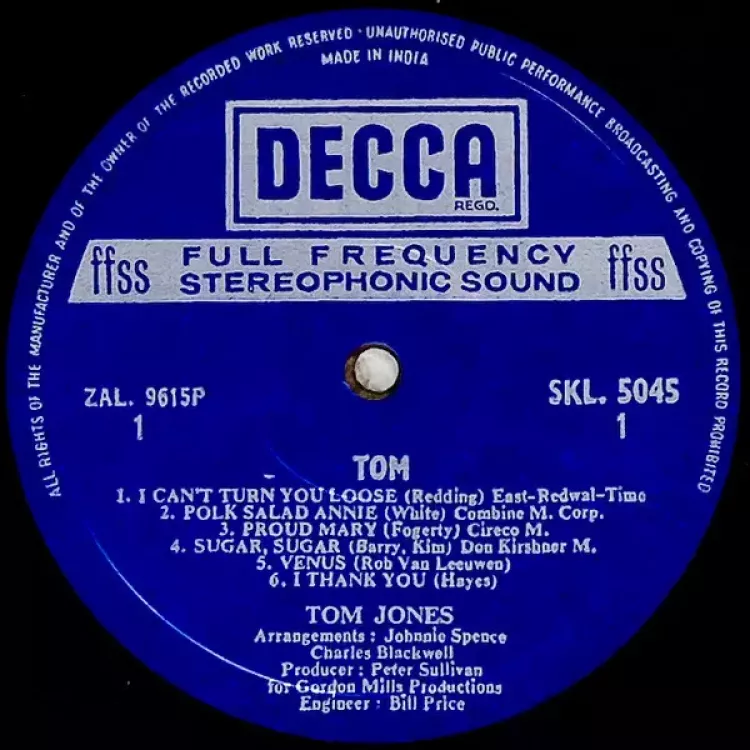 ALL RIGHTS OF THE MANUFACTURER AND OF THE OWNER OF THE RECORDED WORK RESERVED · UNAUTHORISED PUBLIC PERFORMANCE BROADCASTING AND COPYING OF THIS RECORD PROHIBITED
MADE IN INDIA
DECCA
REGD.
ffss FULL FREQUENCY STEREOPHONIC SOUND ffss
ZAL. 9615P
1
SKL. 5045
1
TOM
1. I CAN'T TURN YOU LOOSE (Redding) East-Redwal-Time
2. POLK SALAD ANNIE (White) Combine M. Corp.
3. PROUD MARY (Fogerty) Cireco M.
4. SUGAR, SUGAR (Barry, Kim) Don Kirshner M.
5. VENUS (Rob Van Leeuwen)
6. I THANK YOU (Hayes)
TOM JONES
Arrangements : Johnnie Spence
Charles Blackwell
Producer : Peter Sullivan
for Gordon Mills Productions
Engineer : Bill Price